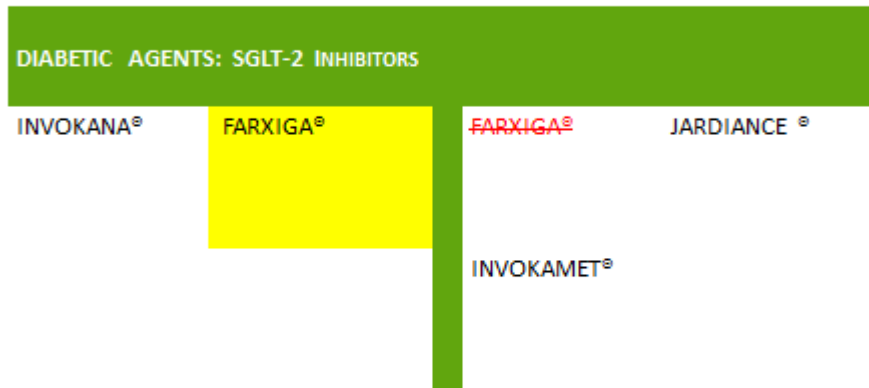 DIABETIC AGENTS: SGLT-2 INHIBITORS
INVOKANA® FARXIGA® FARXIGA® JARDIANCE ®
INVOKAMET®